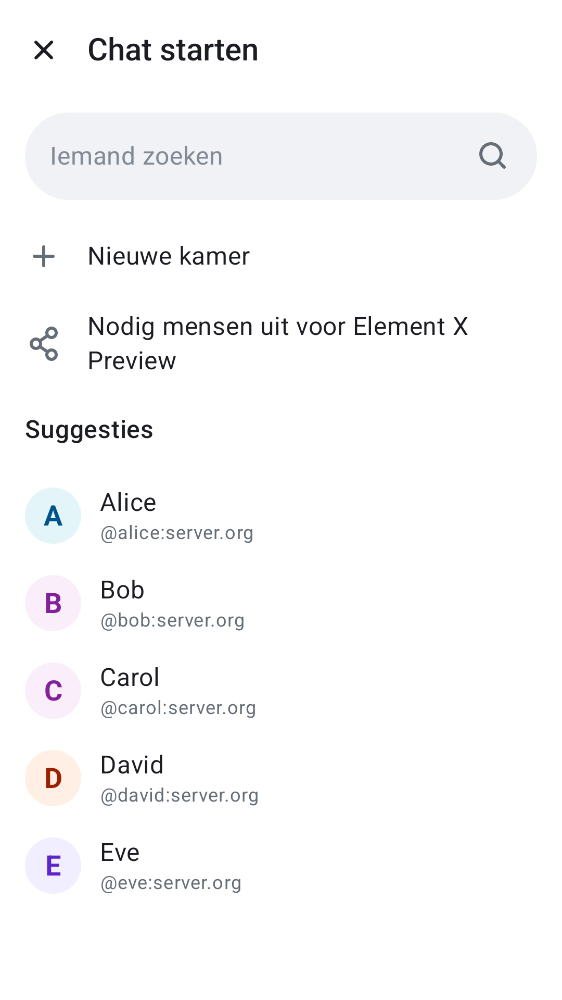 Chat starten
Iemand zoeken
Nieuwe kamer
Nodig mensen uit voor Element X
Preview
Suggesties
A
Alice
@alice:server.org
B
Bob
@bob:server.org
C
Carol
@carol:server.org
D
David
@david:server.org
E
Eve
@eve:server.org